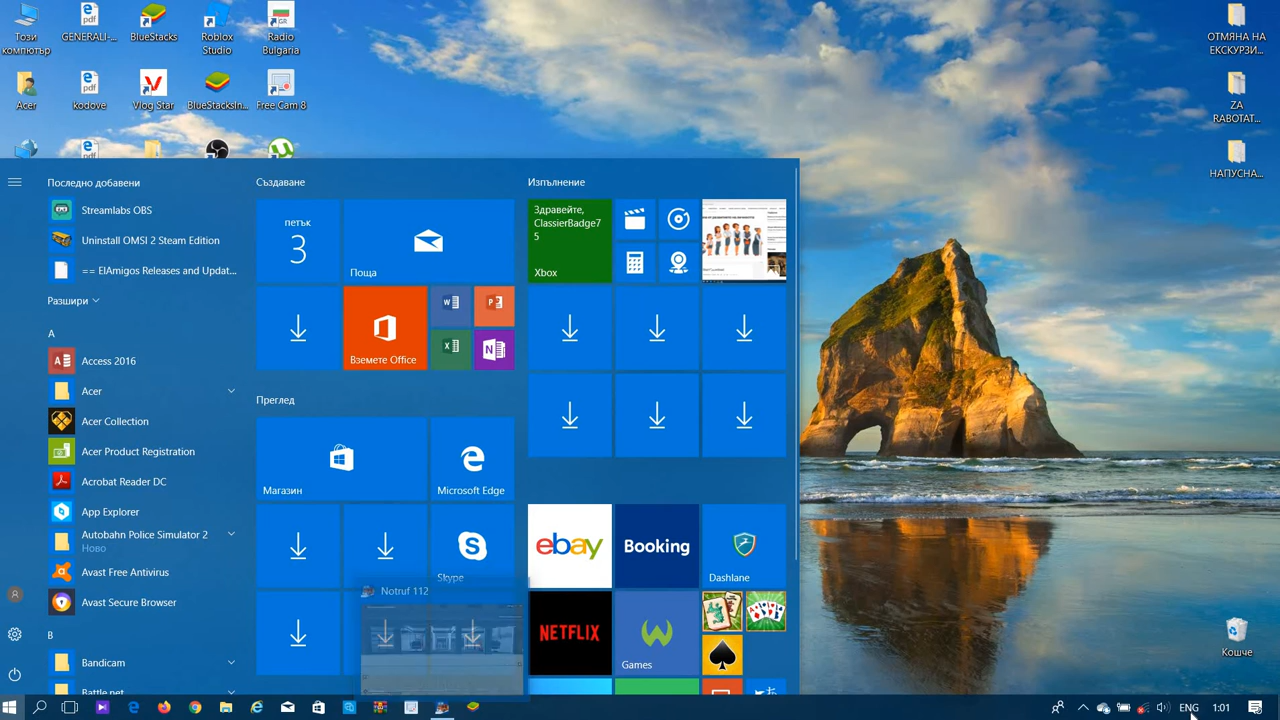 Този
компютър
GENERALI-...
BlueStacks
Roblox
Studio
Radio
Bulgaria
ОТМЯНА НА
ЕКСКУРЗИ...
Acer
kodove
Vlog Star
BlueStacksIn...
Free Cam 8
ZA
RABOTAT...
НАПУСНА...
Последно добавени
Streamlabs OBS
Uninstall OMSI 2 Steam Edition
== ElAmigos Releases and Updat...
Разшири
A
Access 2016
Acer
Acer Collection
Acer Product Registration
Acrobat Reader DC
App Explorer
Autobahn Police Simulator 2
Ново
Avast Free Antivirus
Avast Secure Browser
B
Bandicam
Battle.net
Създаване
петък
3
Поща
Вземете Office
Преглед
Магазин
Microsoft Edge
Skype
Notruf 112
Изпълнение
Здравейте,
ClassierBadge7
5
Xbox
ebay
Booking
Dashlane
NETFLIX
Games
Кошче
ENG
1:01